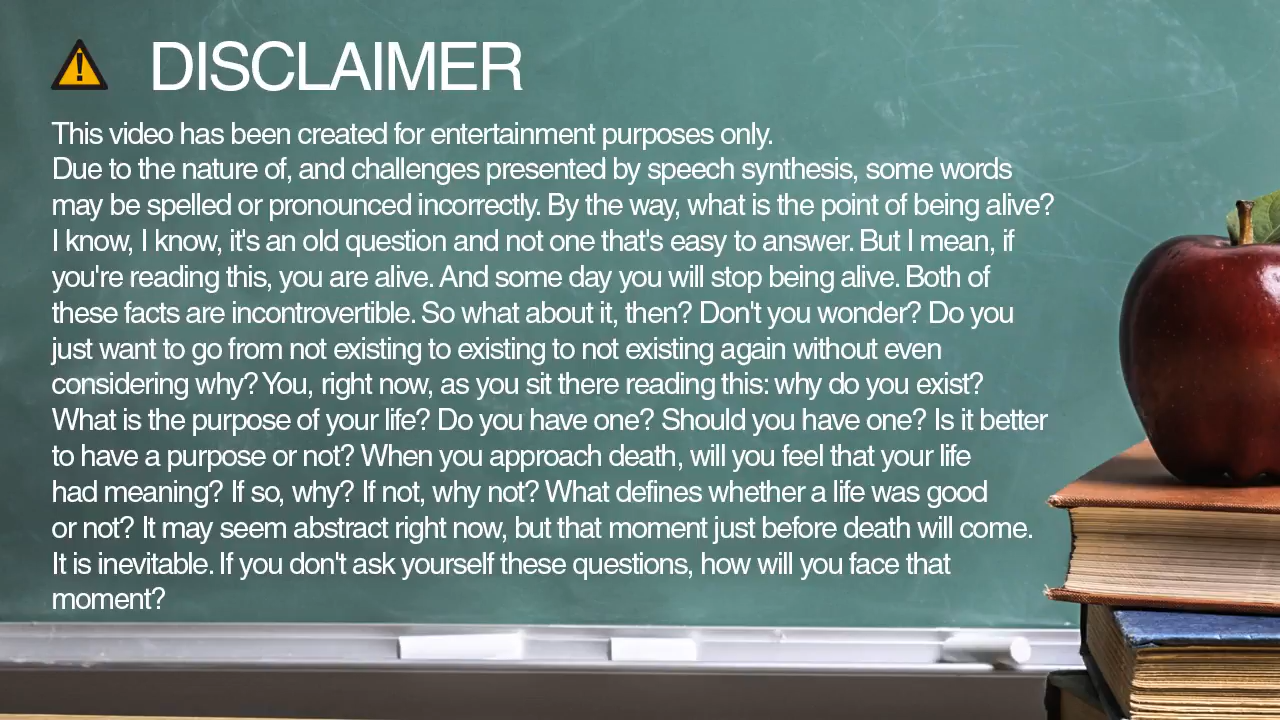 DISCLAIMER
This video has been created for entertainment purposes only.
Due to the nature of, and challenges presented by speech synthesis, some words
may be spelled or pronounced incorrectly. By the way, what is the point of being alive?
I know, I know, it's an old question and not one that's easy to answer. But I mean, if
you're reading this, you are alive. And some day you will stop being alive. Both of
these facts are incontrovertible. So what about it, then? Don't you wonder? Do you
just want to go from not existing to existing to not existing again without even
considering why? You, right now, as you sit there reading this: why do you exist?
What is the purpose of your life? Do you have one? Should you have one? Is it better
to have a purpose or not? When you approach death, will you feel that your life
had meaning? If so, why? If not, why not? What defines whether a life was good
or not? It may seem abstract right now, but that moment just before death will come.
It is inevitable. If you don't ask yourself these questions, how will you face that
moment?